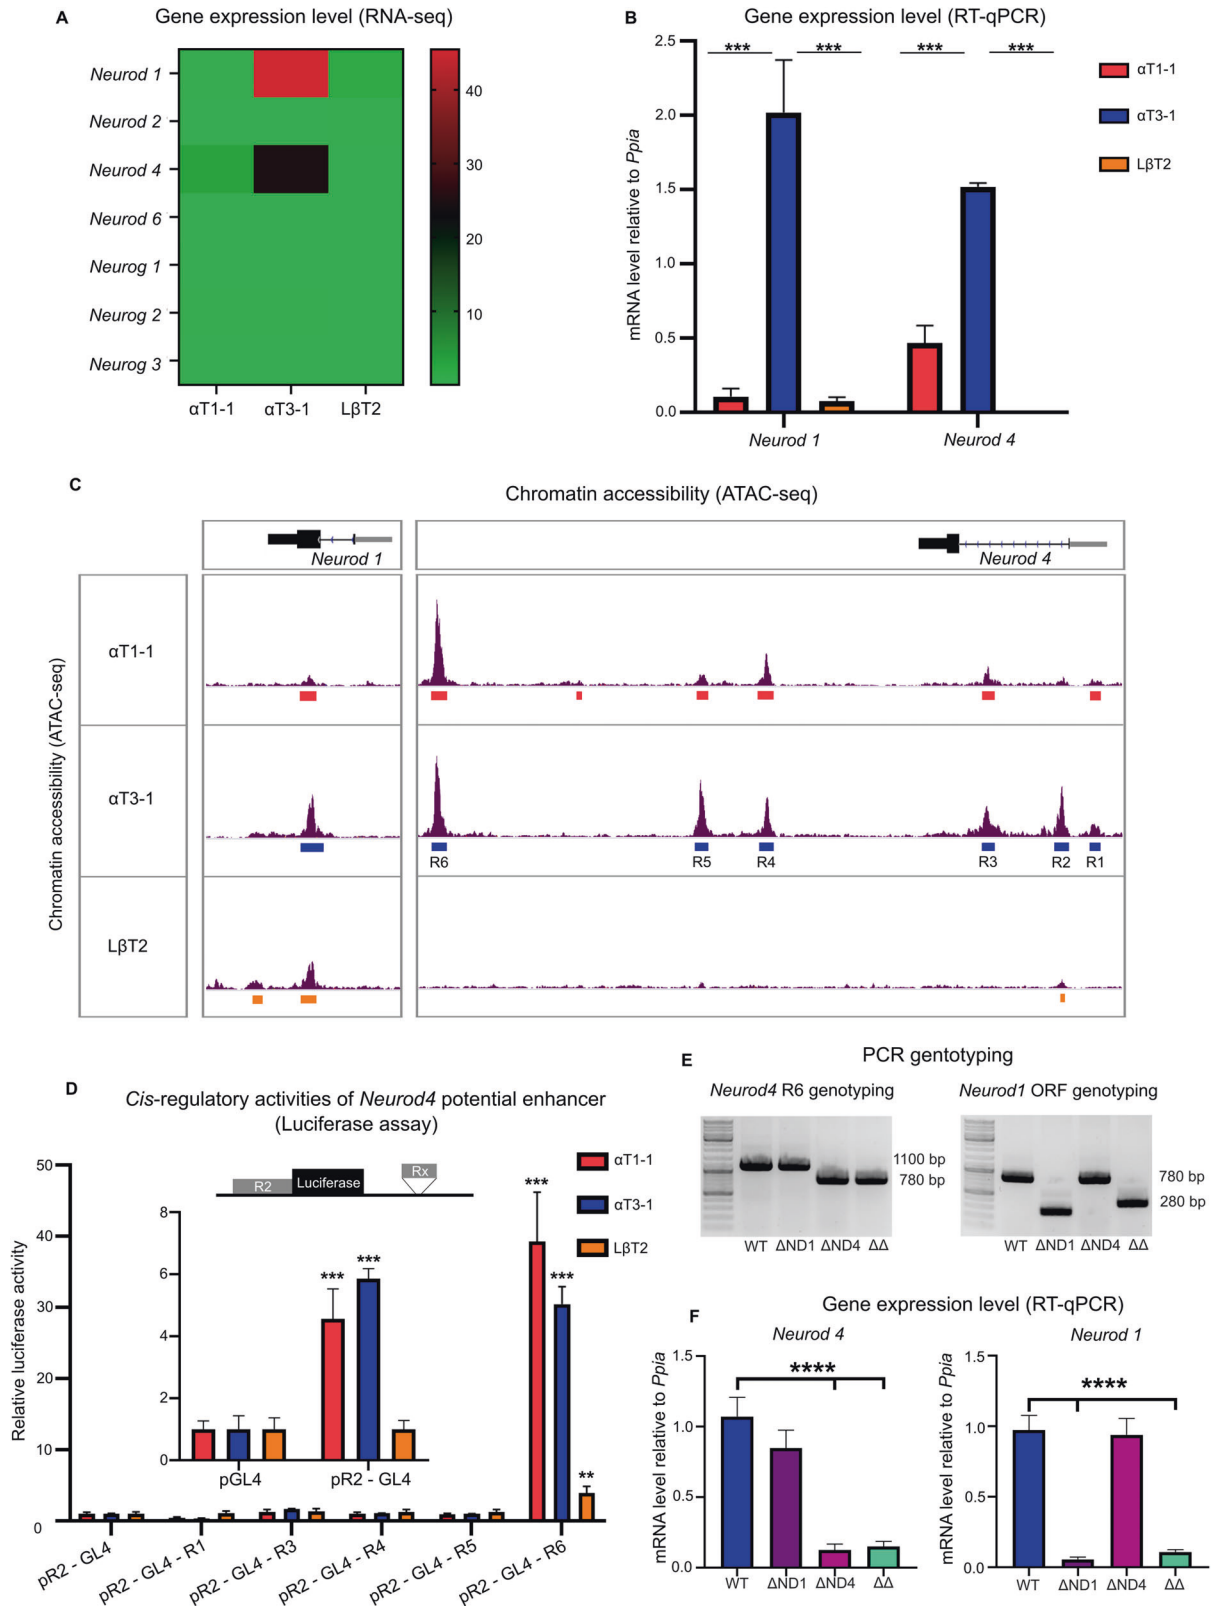 A
Gene expression level (RNA-seq)
Neurod 1
Neurod 2
Neurod 4
Neurod 6
Neurog 1
Neurog 2
Neurog 3
αT1-1 αT3-1 LβT2
40
30
20
10
B
Gene expression level (RT-qPCR)
mRNA level relative to Ppia
2.5
2.0
1.5
1.0
0.5
0.0
*** *** *** ***
Neurod 1 Neurod 4
αT1-1
αT3-1
LβT2
C
Chromatin accessibility (ATAC-seq)
Chromatin accessibility (ATAC-seq)
Neurod 1 Neurod 4
αT1-1
αT3-1
R6 R5 R4 R3 R2 R1
LβT2
D
Cis-regulatory activities of Neurod4 potential enhancer
(Luciferase assay)
Relative luciferase activity
50
40
30
40
30
20
10
0
R2 Luciferase Rx
αT1-1
αT3-1
LβT2
8
6
4
2
0
*** ***
pGL4 pR2 - GL4
***
***
**
pR2 - GL4
pR2 - GL4 - R1
pR2 - GL4 - R3
pR2 - GL4 - R4
pR2 - GL4 - R5
pR2 - GL4 - R6
E
PCR gentotyping
Neurod4 R6 genotyping
1100 bp
780 bp
WT ΔND1 ΔND4 ΔΔ
Neurod1 ORF genotyping
780 bp
280 bp
WT ΔND1 ΔND4 ΔΔ
F
Gene expression level (RT-qPCR)
Neurod 4
mRNA level relative to Ppia
1.5
1.0
0.5
0.0
****
WT ΔND1 ΔND4 ΔΔ
Neurod 1
mRNA level relative to Ppia
1.5
1.0
0.5
0.0
****
WT ΔND1 ΔND4 ΔΔ